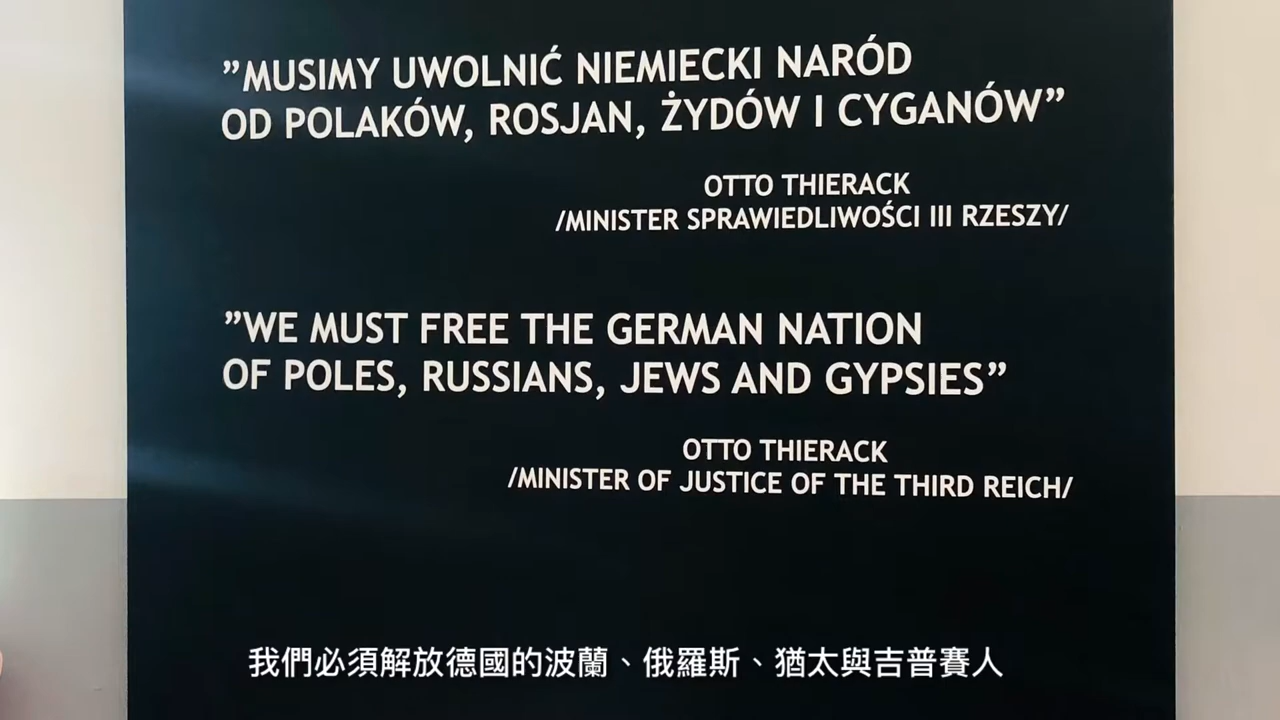 ”MUSIMY UWOLNIĆ NIEMIECKI NARÓD
OD POLAKÓW, ROSJAN, ŻYDÓW I CYGANÓW”
OTTO THIERACK
/MINISTER SPRAWIEDLIWOŚCI III RZESZY/
”WE MUST FREE THE GERMAN NATION
OF POLES, RUSSIANS, JEWS AND GYPSIES”
OTTO THIERACK
/MINISTER OF JUSTICE OF THE THIRD REICH/
我們必須解放德國的波蘭、俄羅斯、猶太與吉普賽人